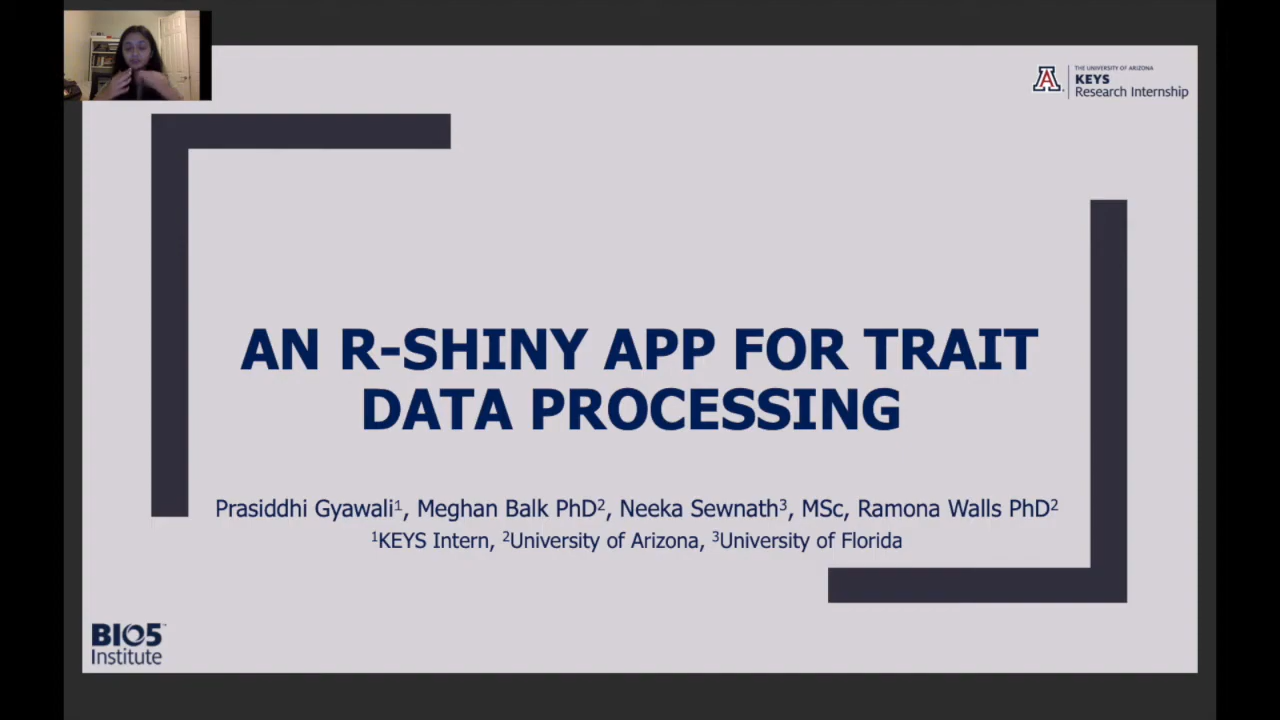 THE UNIVERSITY OF ARIZONA
KEYS
Research Internship
AN R-SHINY APP FOR TRAIT
DATA PROCESSING
Prasiddhi Gyawali¹, Meghan Balk PhD², Neeka Sewnath³, MSc, Ramona Walls PhD²
¹KEYS Intern, ²University of Arizona, ³University of Florida
BIO5™
Institute